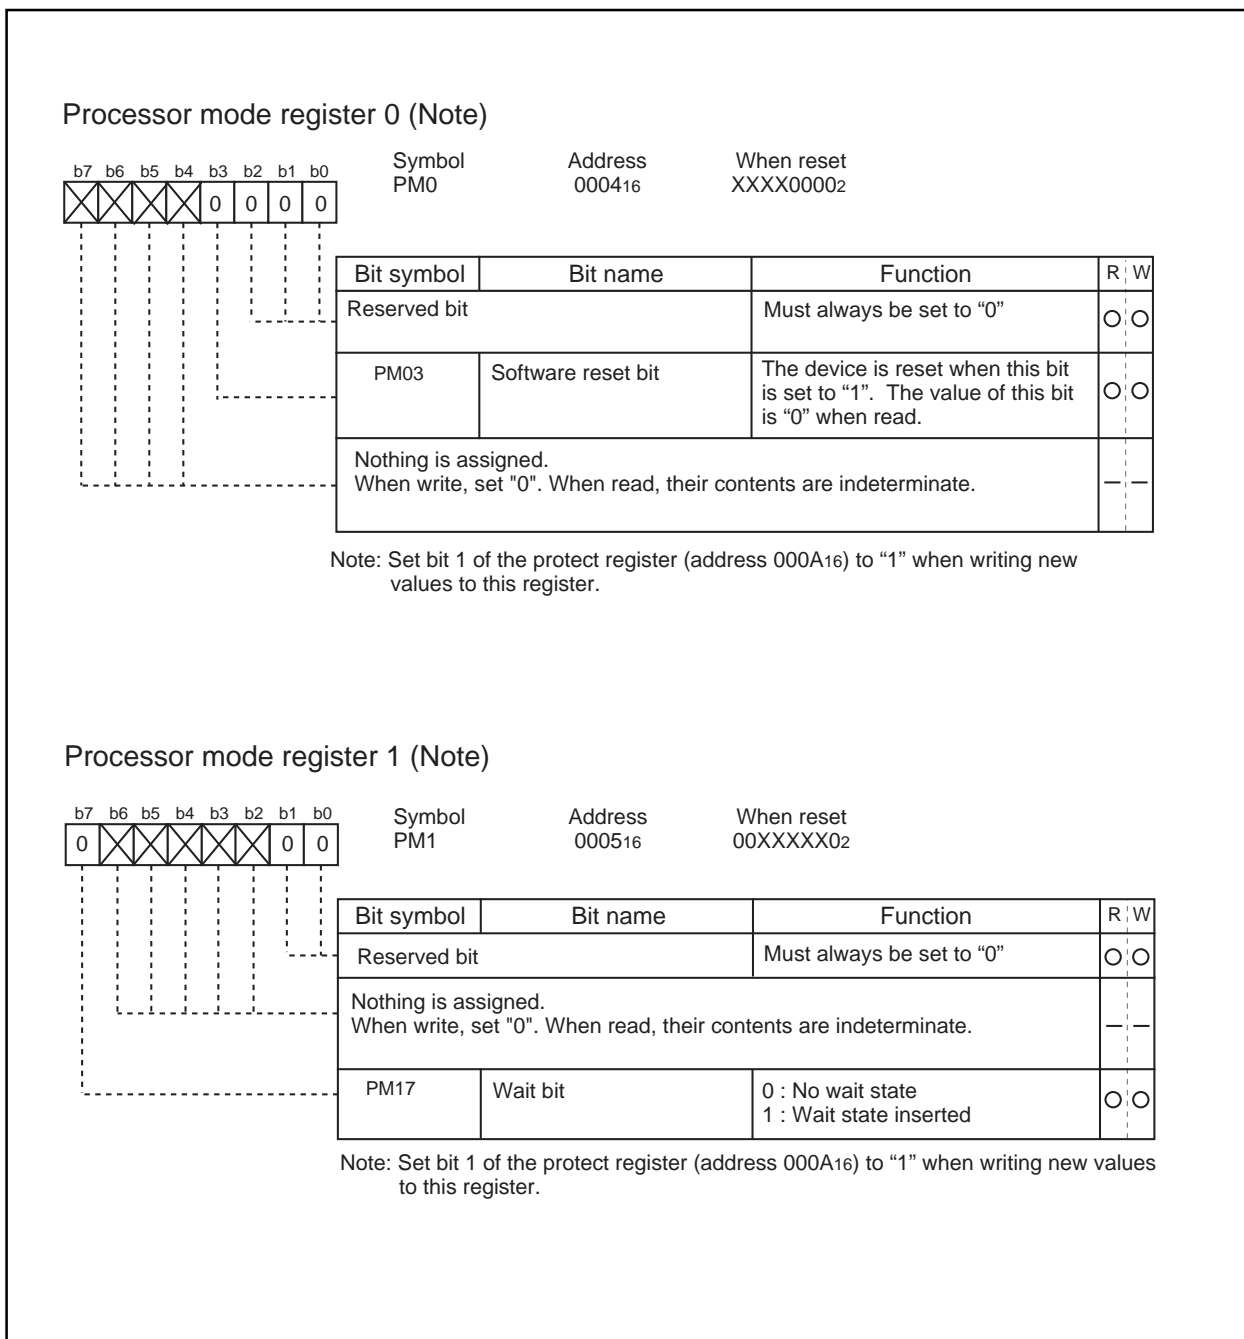 Processor mode register 0 (Note)
b7 b6 b5 b4 b3 b2 b1 b0
0 0 0 0
Symbol Address When reset
PM0 000416 XXXX00002
Bit symbol Bit name Function R W
Reserved bit Must always be set to “0”
PM03 Software reset bit The device is reset when this bit
is set to “1”. The value of this bit
is “0” when read.
Nothing is assigned.
When write, set "0". When read, their contents are indeterminate.
Note: Set bit 1 of the protect register (address 000A16) to “1” when writing new
values to this register.
Processor mode register 1 (Note)
b7 b6 b5 b4 b3 b2 b1 b0
0 0 0
Symbol Address When reset
PM1 000516 00XXXXX02
Bit symbol Bit name Function R W
Reserved bit Must always be set to “0”
Nothing is assigned.
When write, set "0". When read, their contents are indeterminate.
PM17 Wait bit 0 : No wait state
1 : Wait state inserted
Note: Set bit 1 of the protect register (address 000A16) to “1” when writing new values
to this register.